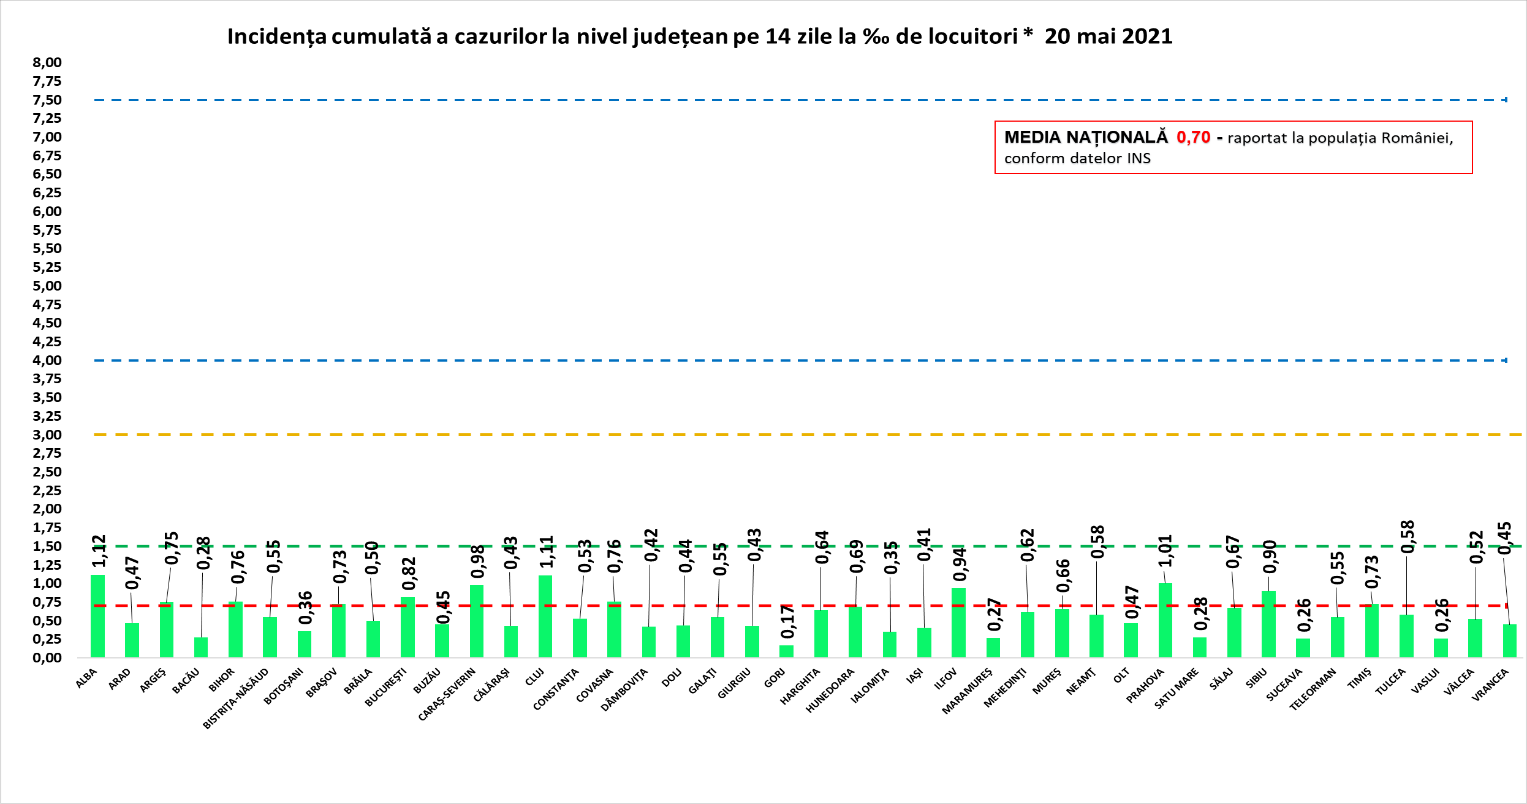 Incidența cumulată a cazurilor la nivel județean pe 14 zile la ‰ de locuitori * 20 mai 2021
8,00
7,75
7,50
7,25
7,00
6,75
6,50
6,25
6,00
5,75
5,50
5,25
5,00
4,75
4,50
4,25
4,00
3,75
3,50
3,25
3,00
2,75
2,50
2,25
2,00
1,75
1,50
1,25
1,00
0,75
0,50
0,25
0,00
MEDIA NAȚIONALĂ 0,70 - raportat la populația României,
conform datelor INS
1,12
0,47
0,75
0,28
0,76
0,55
0,36
0,73
0,50
0,82
0,45
0,98
0,43
1,11
0,53
0,76
0,42
0,44
0,55
0,43
0,17
0,64
0,69
0,35
0,41
0,94
0,27
0,62
0,66
0,58
0,47
1,01
0,28
0,67
0,90
0,26
0,55
0,73
0,58
0,26
0,52
0,45
ALBA
ARAD
ARGEȘ
BACĂU
BIHOR
BISTRIȚA-NĂSĂUD
BOTOȘANI
BRAȘOV
BRĂILA
BUCUREȘTI
BUZĂU
CARAȘ-SEVERIN
CĂLĂRAȘI
CLUJ
CONSTANȚA
COVASNA
DÂMBOVIȚA
DOLJ
GALAȚI
GIURGIU
GORJ
HARGHITA
HUNEDOARA
IALOMIȚA
IAȘI
ILFOV
MARAMUREȘ
MEHEDINȚI
MUREȘ
NEAMȚ
OLT
PRAHOVA
SATU MARE
SĂLAJ
SIBIU
SUCEAVA
TELEORMAN
TIMIȘ
TULCEA
VASLUI
VÂLCEA
VRANCEA